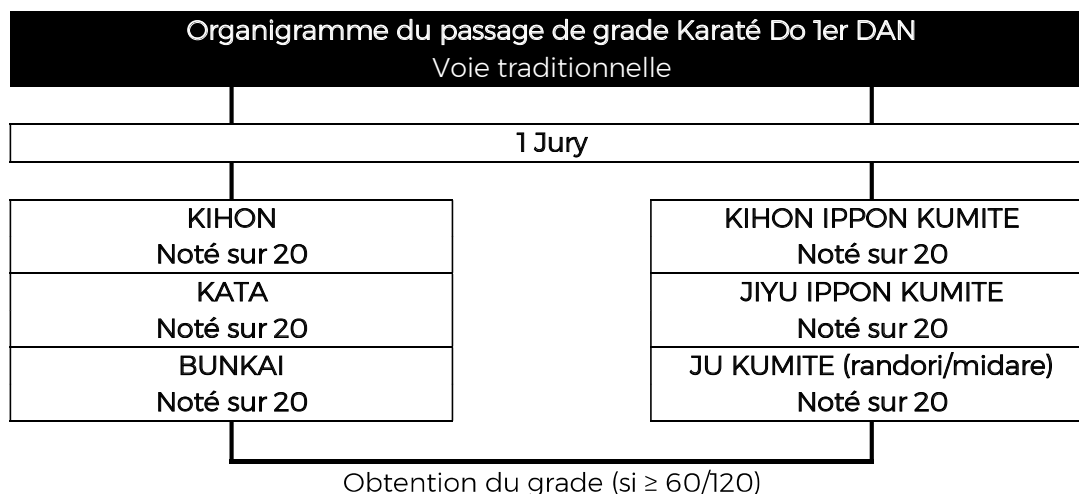 Organigramme du passage de grade Karaté Do 1er DAN
Voie traditionnelle
1 Jury
KIHON
Noté sur 20
KATA
Noté sur 20
BUNKAI
Noté sur 20
KIHON IPPON KUMITE
Noté sur 20
JIYU IPPON KUMITE
Noté sur 20
JU KUMITE (randori/midare)
Noté sur 20
Obtention du grade (si ≥ 60/120)